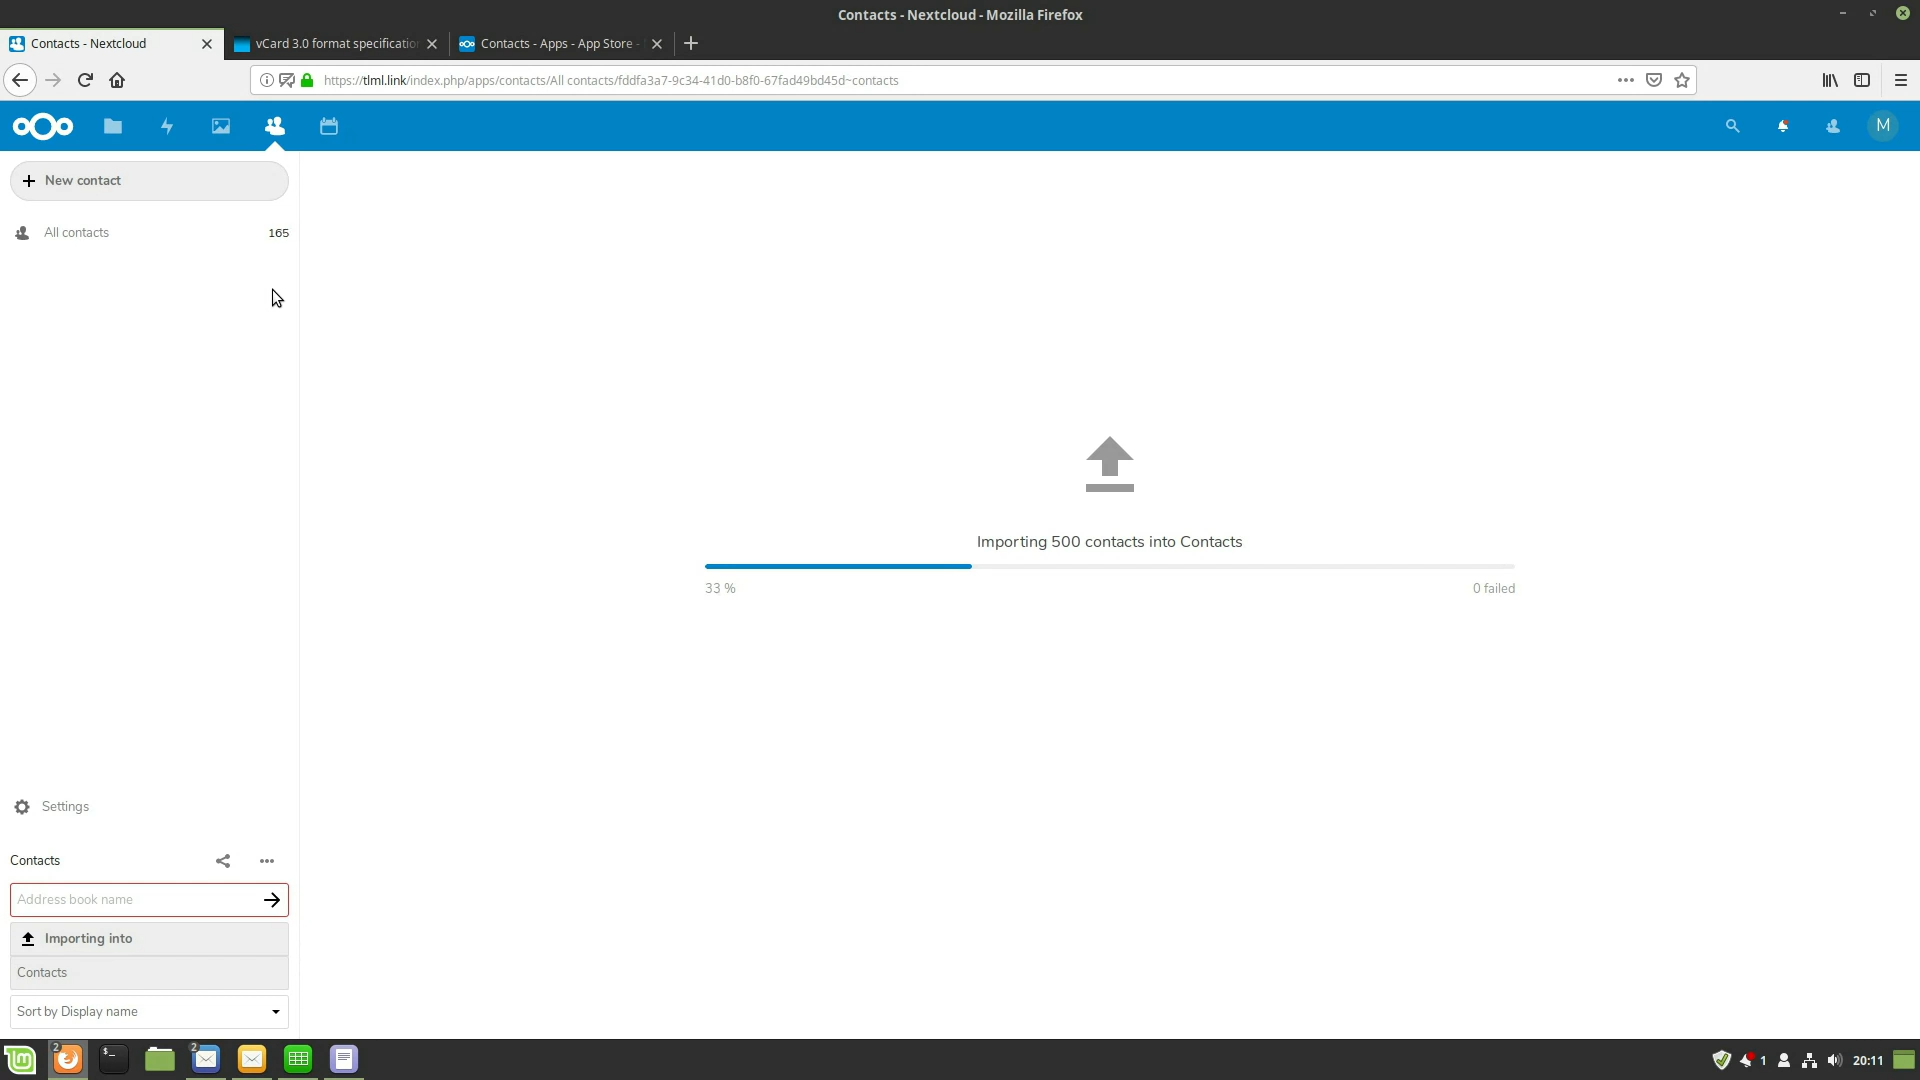 Contacts - Nextcloud - Mozilla Firefox
Contacts - Nextcloud
vCard 3.0 format specification
Contacts - Apps - App Store -
https://tlml.link/index.php/apps/contacts/All contacts/fddfa3a7-9c34-41d0-b8f0-67fad49bd45d~contacts
M
New contact
All contacts 165
Importing 500 contacts into Contacts
33 % 0 failed
Settings
Contacts
Address book name
Importing into
Contacts
Sort by Display name
2 2 1 20:11